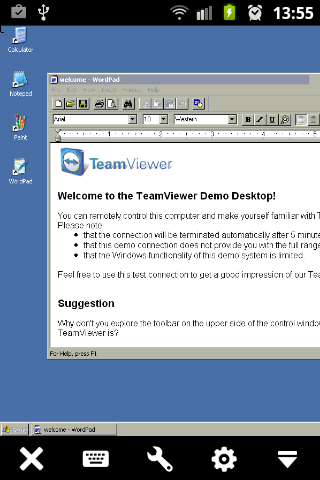 13:55
Calculator
Notepad
Paint
WordPad
welcome - WordPad
File Edit View Insert Format Help
Arial 10 Western B I U
1 2 3 4 5
TeamViewer
Welcome to the TeamViewer Demo Desktop!
You can remotely control this computer and make yourself familiar with T
Please note
that the connection will be terminated automatically after 5 minute
that this demo connection does not provide you with the full range
that the Windows functionality of this demo system is limited.
Feel free to use this test connection to get a good impression of our Tea
Suggestion
Why don't you explore the toolbar on the upper side of the control window
TeamViewer is?
For Help, press F1
Start welcome - WordPad